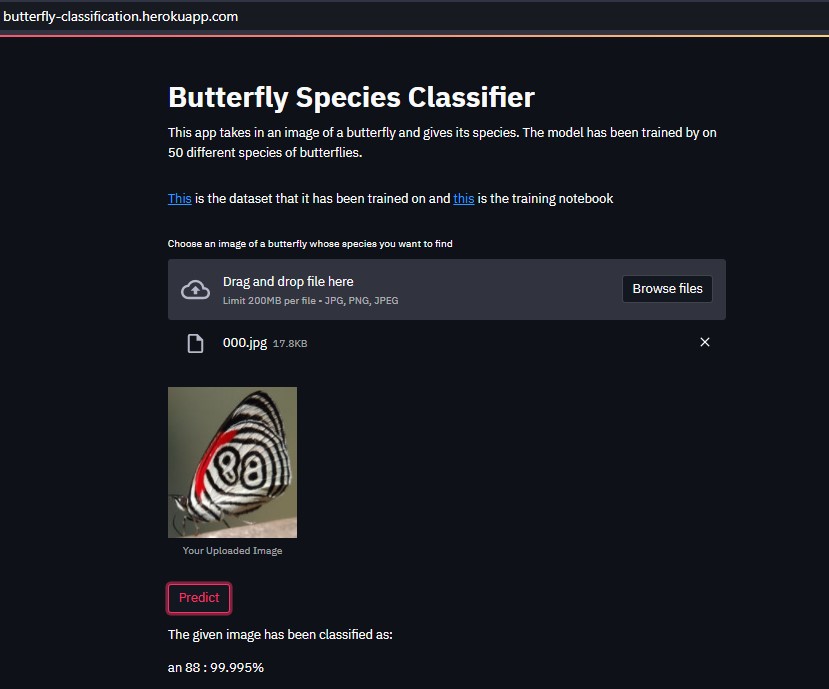 butterfly-classification.herokuapp.com
Butterfly Species Classifier
This app takes in an image of a butterfly and gives its species. The model has been trained by on
50 different species of butterflies.
This is the dataset that it has been trained on and this is the training notebook
Choose an image of a butterfly whose species you want to find
Drag and drop file here
Limit 200MB per file • JPG, PNG, JPEG
Browse files
000.jpg 17.8KB
88
Your Uploaded Image
Predict
The given image has been classified as:
an 88 : 99.995%